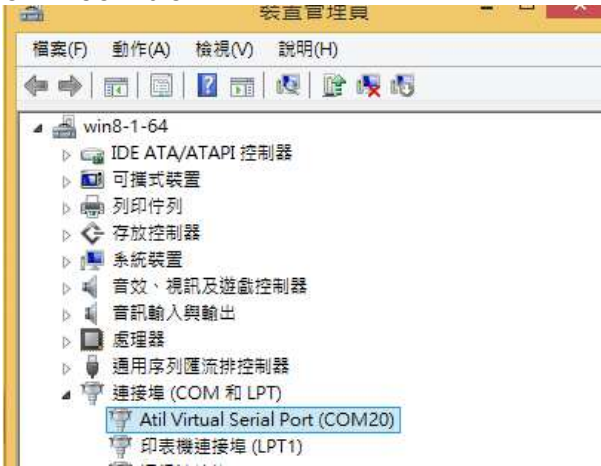 裝置管理員
檔案(F) 動作(A) 檢視(V) 說明(H)
win8-1-64
IDE ATA/ATAPI 控制器
可攜式裝置
列印佇列
存放控制器
系統裝置
音效、視訊及遊戲控制器
音訊輸入與輸出
處理器
通用序列匯流排控制器
連接埠 (COM 和 LPT)
Atil Virtual Serial Port (COM20)
印表機連接埠 (LPT1)